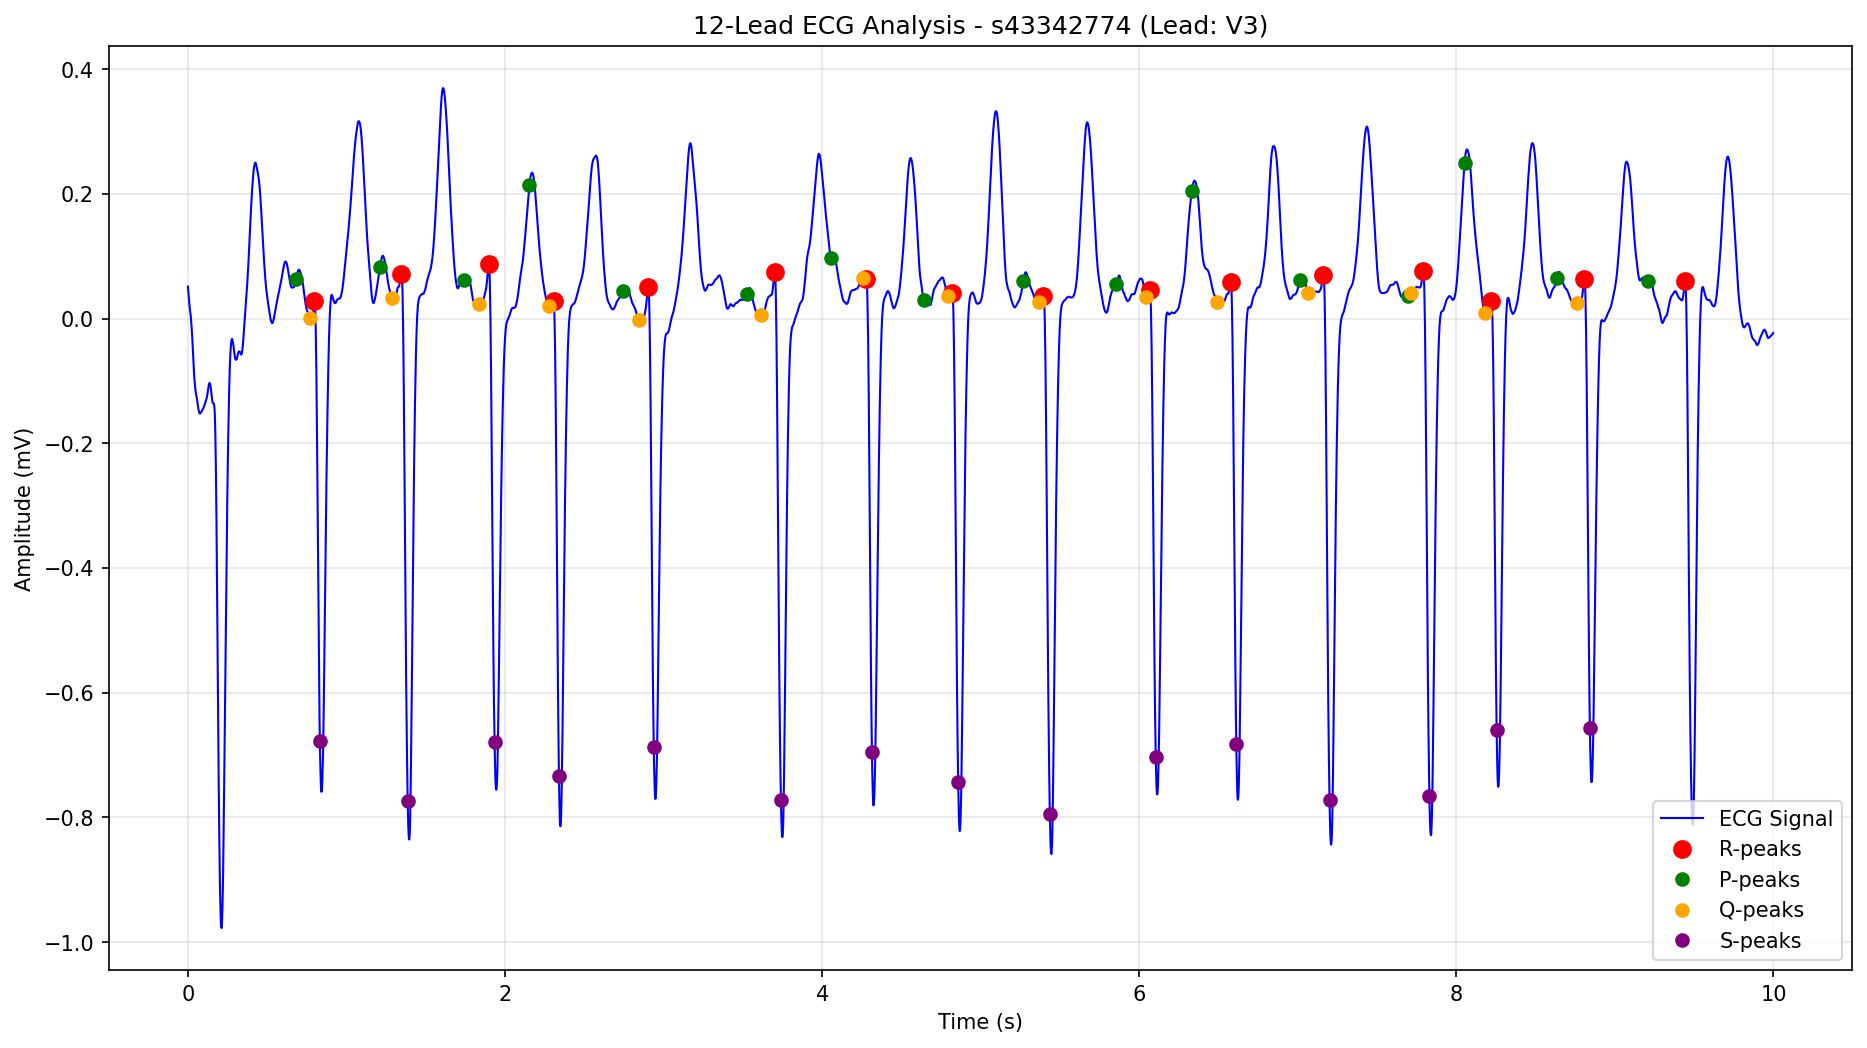 12-Lead ECG Analysis - s43342774 (Lead: V3)
0.4
0.2
0.0
−0.2
−0.4
−0.6
−0.8
−1.0
Amplitude (mV)
0 2 4 6 8 10
Time (s)
ECG Signal
R-peaks
P-peaks
Q-peaks
S-peaks